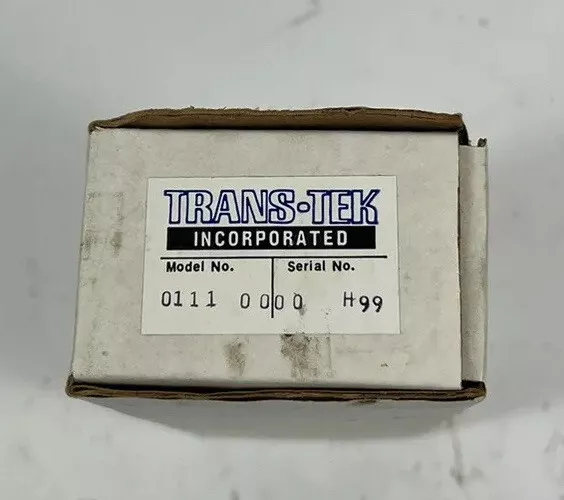 TRANS-TEK
INCORPORATED
Model No. Serial No.
0111 0000 H99